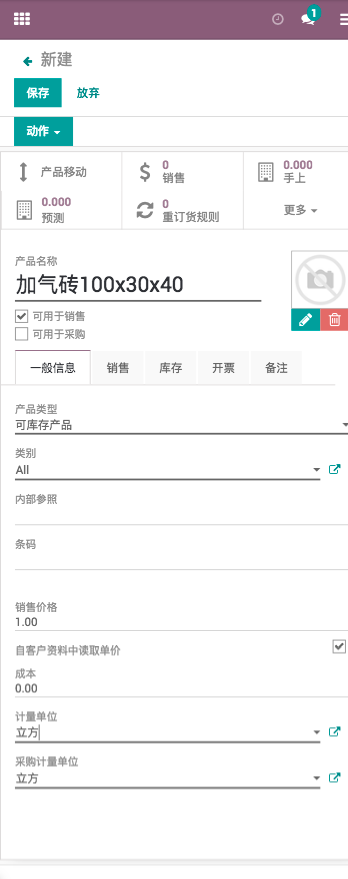 1
新建
保存 放弃
动作
产品移动
0
销售
0.000
手上
0.000
预测
0
重订货规则
更多
产品名称
加气砖100x30x40
可用于销售
可用于采购
一般信息 销售 库存 开票 备注
产品类型
可库存产品
类别
All
内部参照
条码
销售价格
1.00
自客户资料中读取单价
成本
0.00
计量单位
立方
采购计量单位
立方